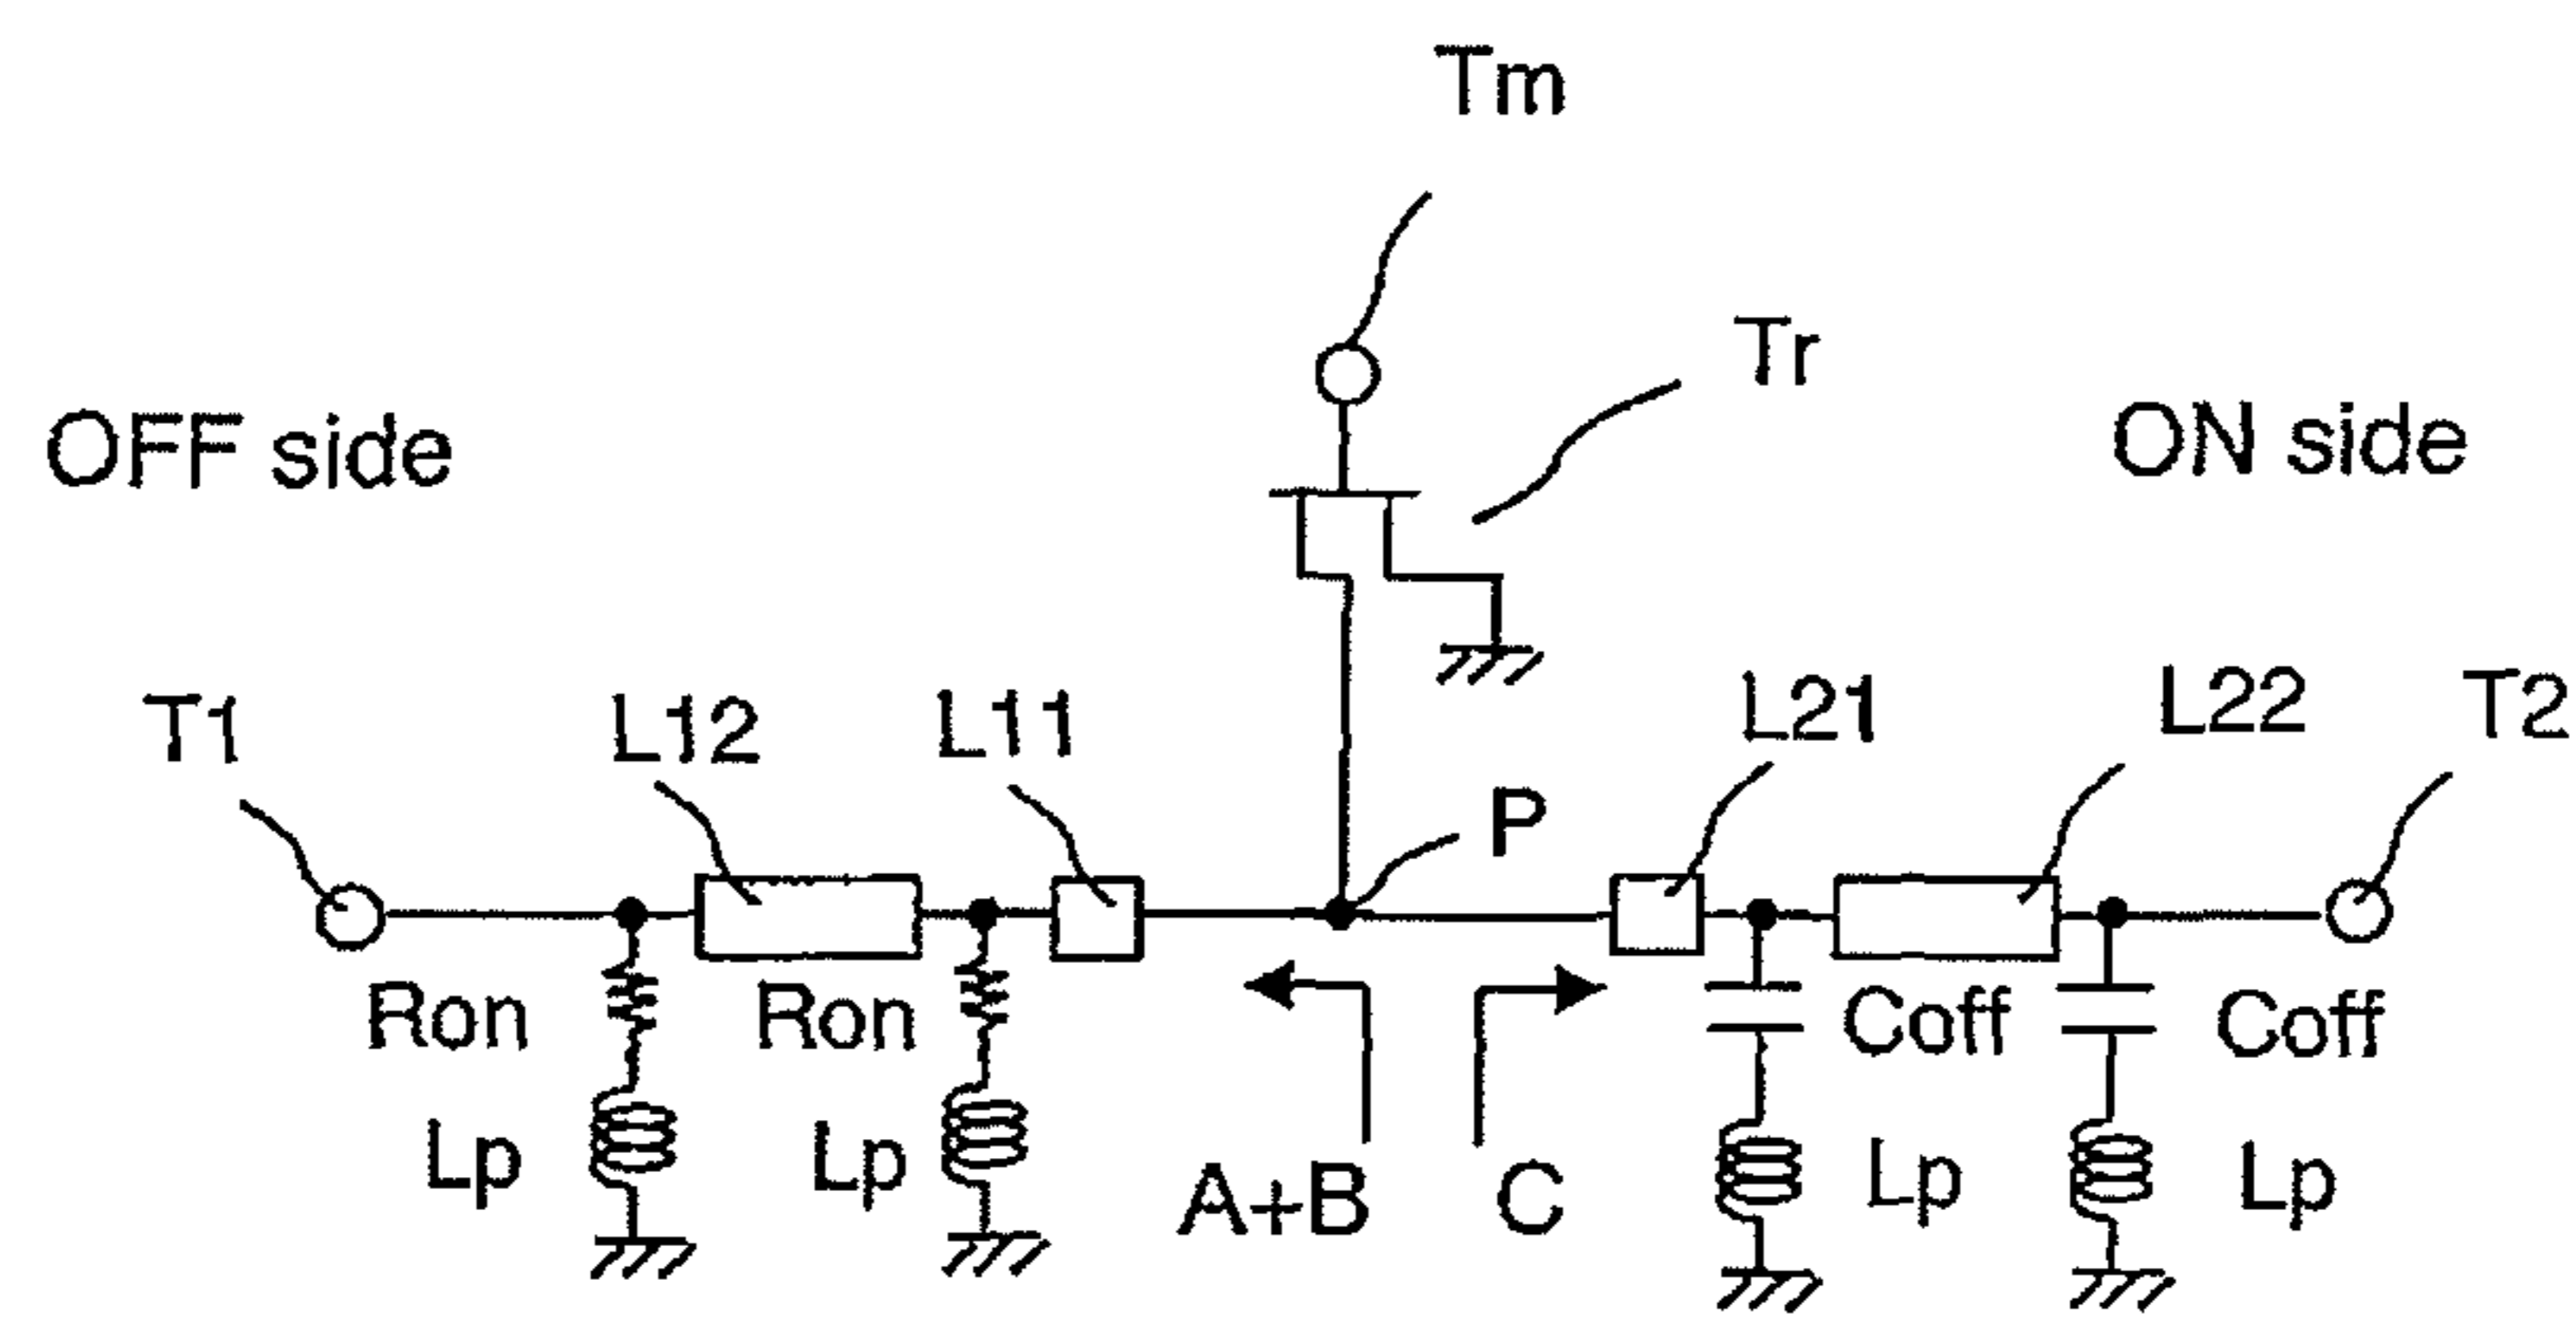 Tm
Tr
OFF side
ON side
T1
L12
L11
L21
L22
T2
P
Ron
Ron
Coff
Coff
Lp
Lp
A+B
C
Lp
Lp